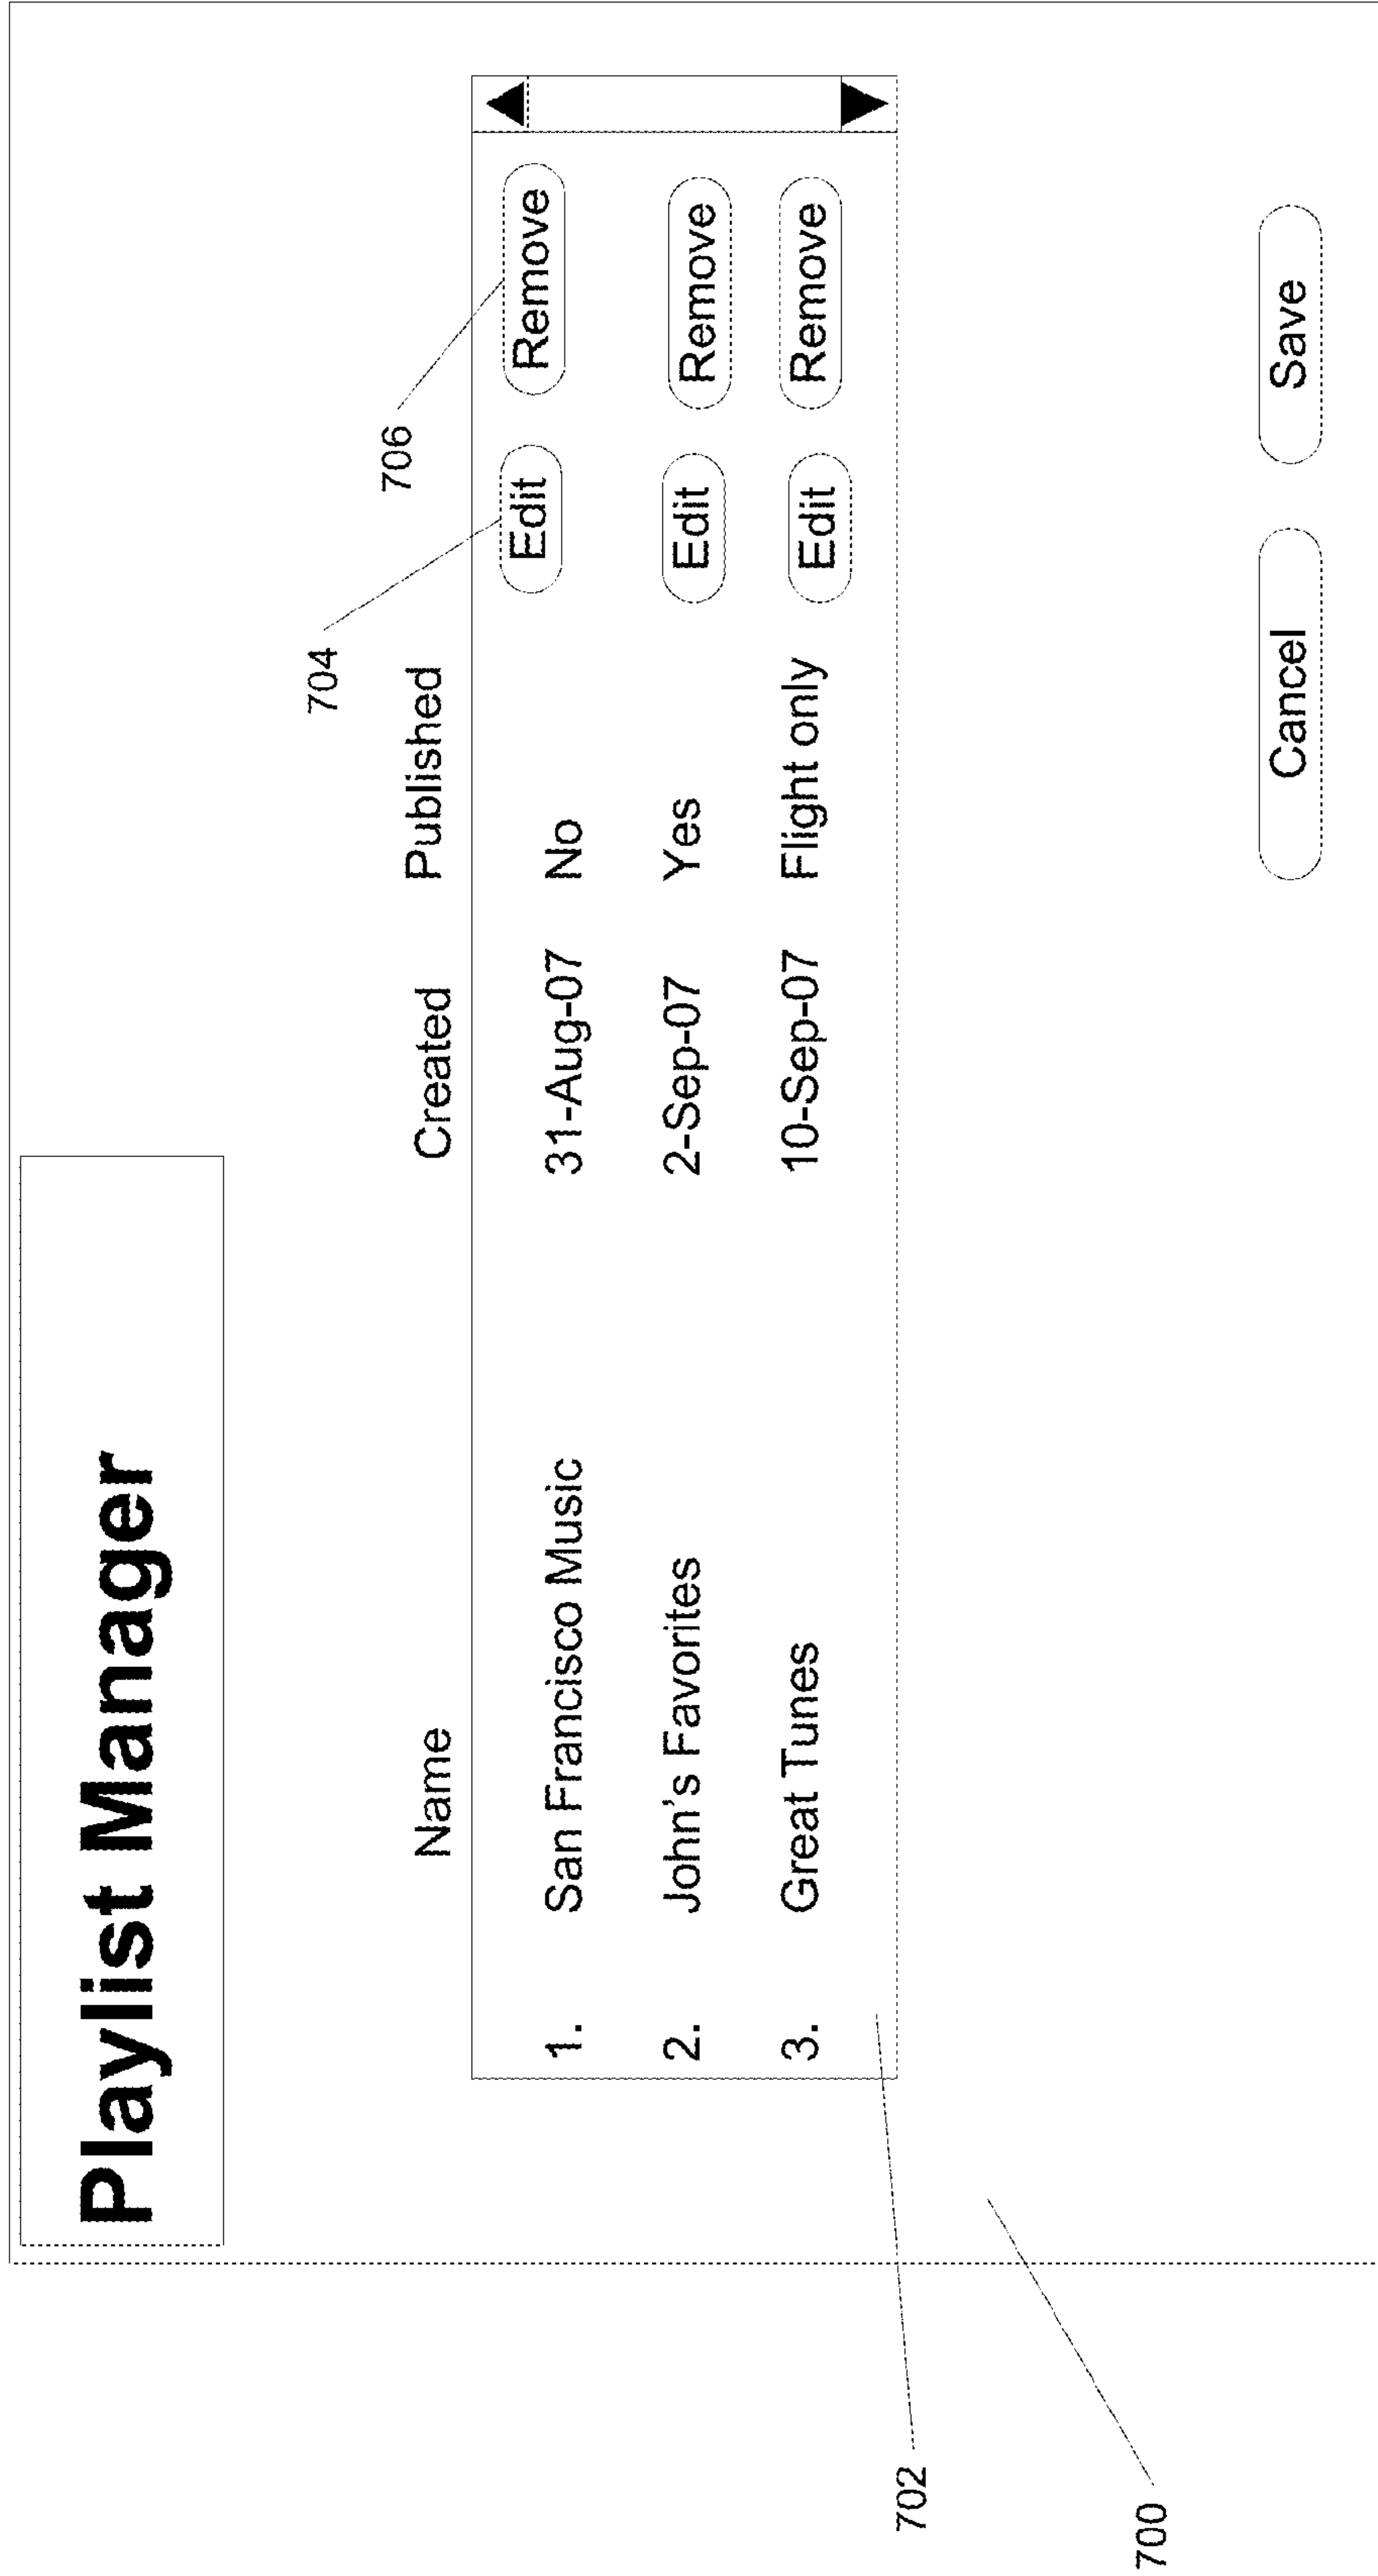 Playlist Manager
704
706
Name Created Published
1. San Francisco Music 31-Aug-07 No Edit Remove
2. John's Favorites 2-Sep-07 Yes Edit Remove
3. Great Tunes 10-Sep-07 Flight only Edit Remove
702
700
Cancel Save